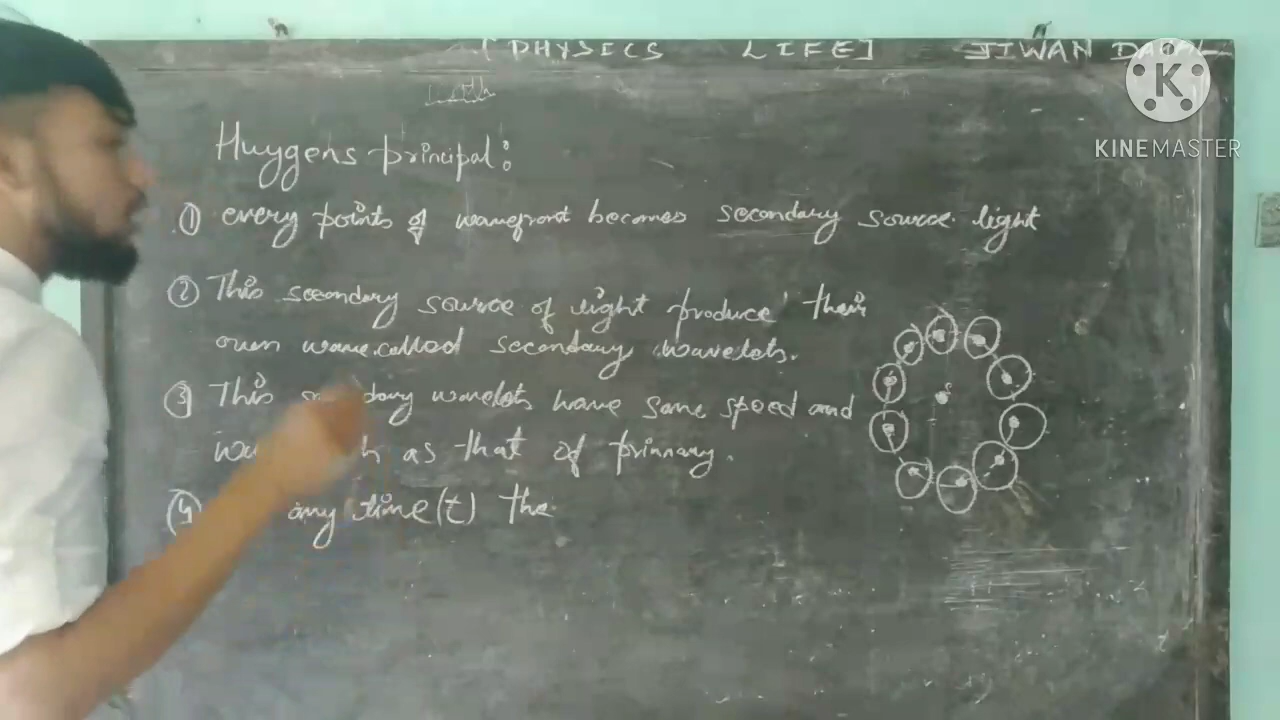 [PHYSICS LIFE] JIWAN
K
KINEMASTER
Huygens principal:
① every points of wavefront becomes secondary source light
② This secondary source of light produce their
own wave called secondary wavelets.
③ This wavelets have same speed and
as that of primary.
④ any time (t) the
S